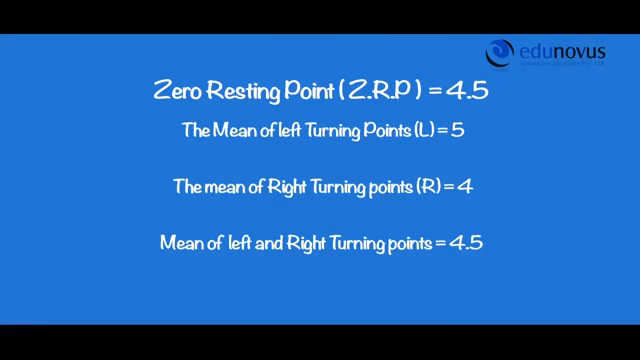 edunovus
Zero Resting Point ( Z.R.P ) = 4.5
The Mean of left Turning Points (L) = 5
The mean of Right Turning points (R) = 4
Mean of left and Right Turning points = 4.5